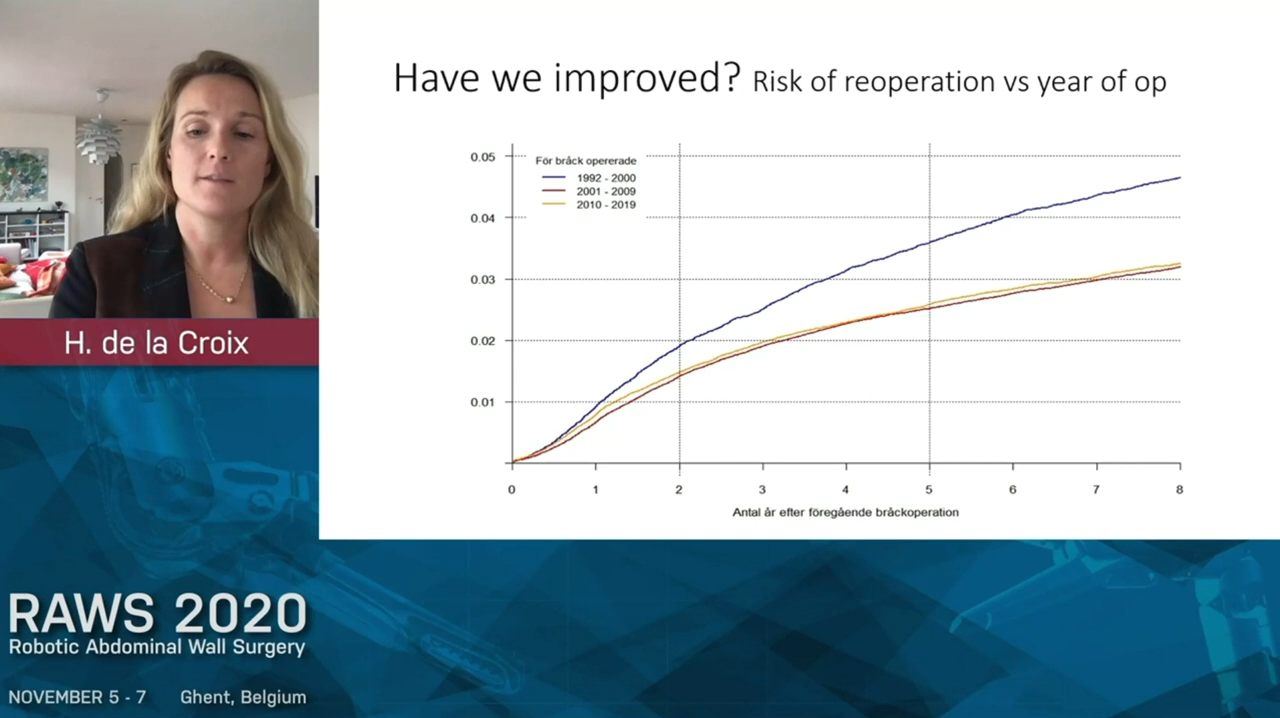 Have we improved? Risk of reoperation vs year of op
0.05
0.04
0.03
0.02
0.01
För bråck opererade
1992 - 2000
2001 - 2009
2010 - 2019
0 1 2 3 4 5 6 7 8
Antal år efter föregående bråckoperation
H. de la Croix
RAWS 2020
Robotic Abdominal Wall Surgery
NOVEMBER 5 - 7 Ghent, Belgium